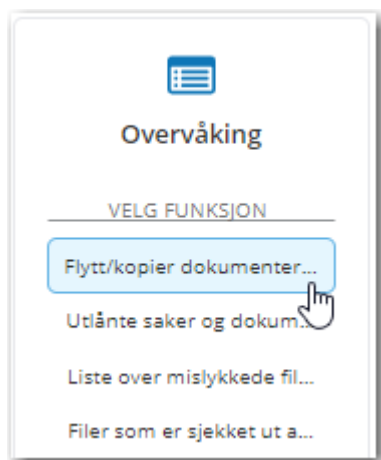 Overvåking
VELG FUNKSJON
Flytt/kopier dokumenter...
Utlånte saker og dokum...
Liste over mislykkede fil...
Filer som er sjekket ut a...